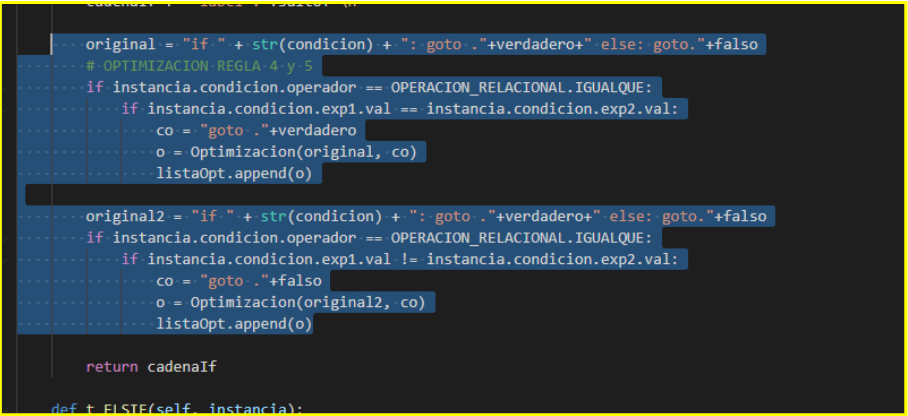 original = "if " + str(condicion) + ": goto ."+verdadero+" else: goto."+falso
# OPTIMIZACION REGLA 4 y 5
if instancia.condicion.operador == OPERACION_RELACIONAL.IGUALQUE:
if instancia.condicion.exp1.val == instancia.condicion.exp2.val:
co = "goto ."+verdadero
o = Optimizacion(original, co)
listaOpt.append(o)
original2 = "if " + str(condicion) + ": goto ."+verdadero+" else: goto."+falso
if instancia.condicion.operador == OPERACION_RELACIONAL.IGUALQUE:
if instancia.condicion.exp1.val != instancia.condicion.exp2.val:
co = "goto ."+falso
o = Optimizacion(original2, co)
listaOpt.append(o)
return cadenaIf
def t_ELSIF(self, instancia):